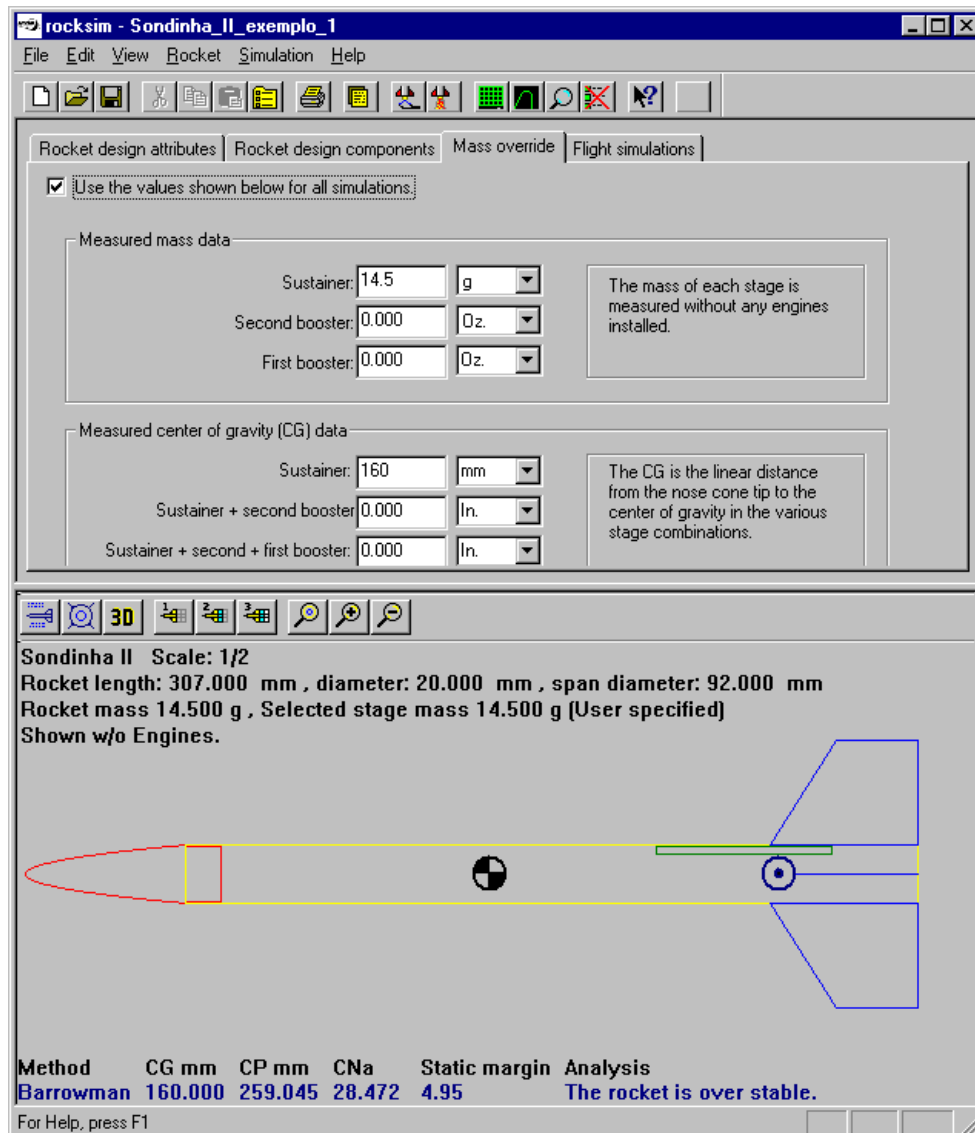 rocksim - Sondinha_II_exemplo_1
File Edit View Rocket Simulation Help
Rocket design attributes Rocket design components Mass override Flight simulations
Use the values shown below for all simulations.
Measured mass data
Sustainer: 14.5 g
Second booster: 0.000 Oz.
First booster: 0.000 Oz.
The mass of each stage is
measured without any engines
installed.
Measured center of gravity (CG) data
Sustainer: 160 mm
Sustainer + second booster 0.000 In.
Sustainer + second + first booster: 0.000 In.
The CG is the linear distance
from the nose cone tip to the
center of gravity in the various
stage combinations.
3D 1 2 3
Sondinha II Scale: 1/2
Rocket length: 307.000 mm , diameter: 20.000 mm , span diameter: 92.000 mm
Rocket mass 14.500 g , Selected stage mass 14.500 g (User specified)
Shown w/o Engines.
Method CG mm CP mm CNa Static margin Analysis
Barrowman 160.000 259.045 28.472 4.95 The rocket is over stable.
For Help, press F1